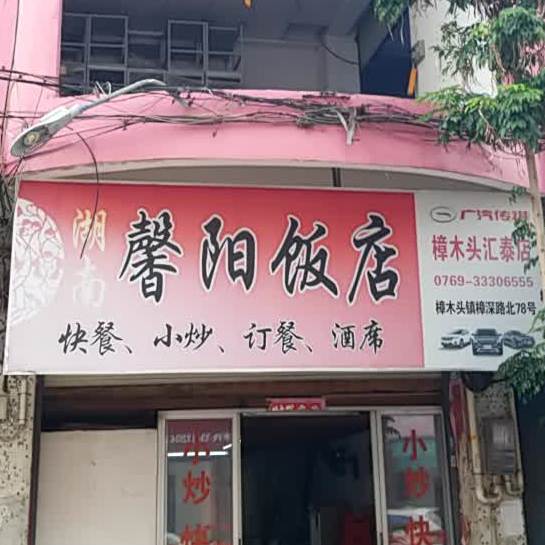 湖南
馨阳饭店
快餐、小炒、订餐、酒席
广汽传祺
樟木头汇泰店
0769-33306555
樟木头镇樟深路北78号
小炒
小炒 快